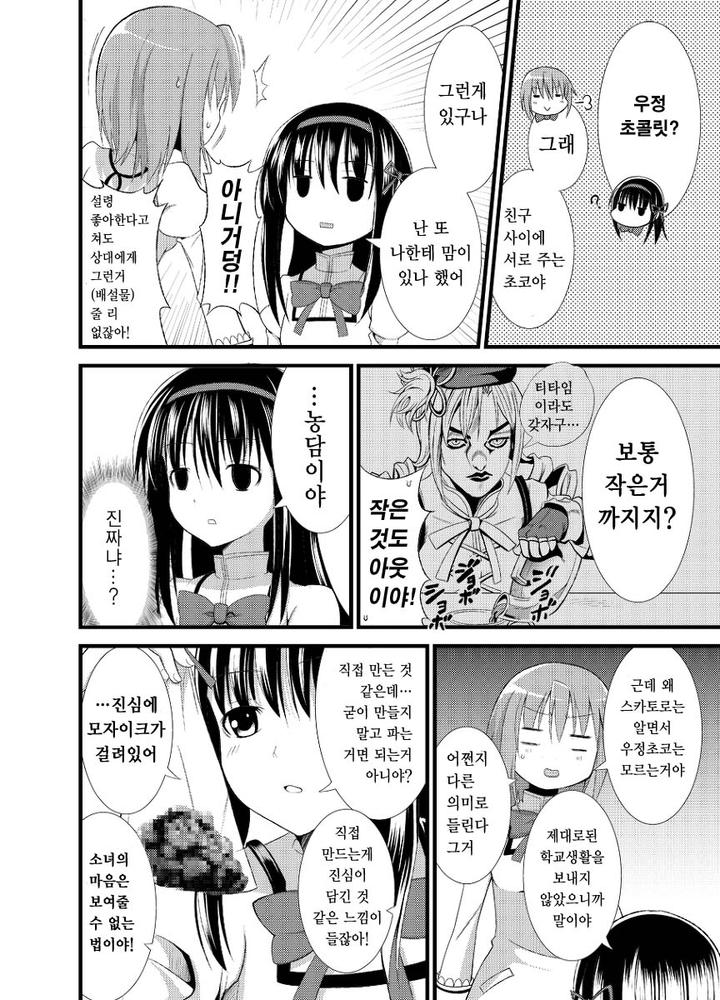 우정
초콜릿?
그래
친구
사이에
서로 주는
초코야
?
그런게
있구나
난 또
나한테 맘이
있나 했어
아니거덩!!
설령
좋아한다고
쳐도
상대에게
그런거
(배설물)
줄 리
없잖아!
보통
작은거
까지지?
티타임
이라도
갖자구…
작은
것도
아웃
이야!
ジョボ
ジョボ
ジョボ
…농담이야
진짜냐…?
근데 왜
스카토로는
알면서
우정초코는
모르는거야
제대로된
학교생활을
보내지
않았으니까
말이야
어쩐지
다른
의미로
들린다
그거
직접 만든 것
같은데…
굳이 만들지
말고 파는
거면 되는거
아니야?
직접
만드는게
진심이
담긴 것
같은 느낌이
들잖아!
…진심에
모자이크가
걸려있어
소녀의
마음은
보여줄
수 없는
법이야!